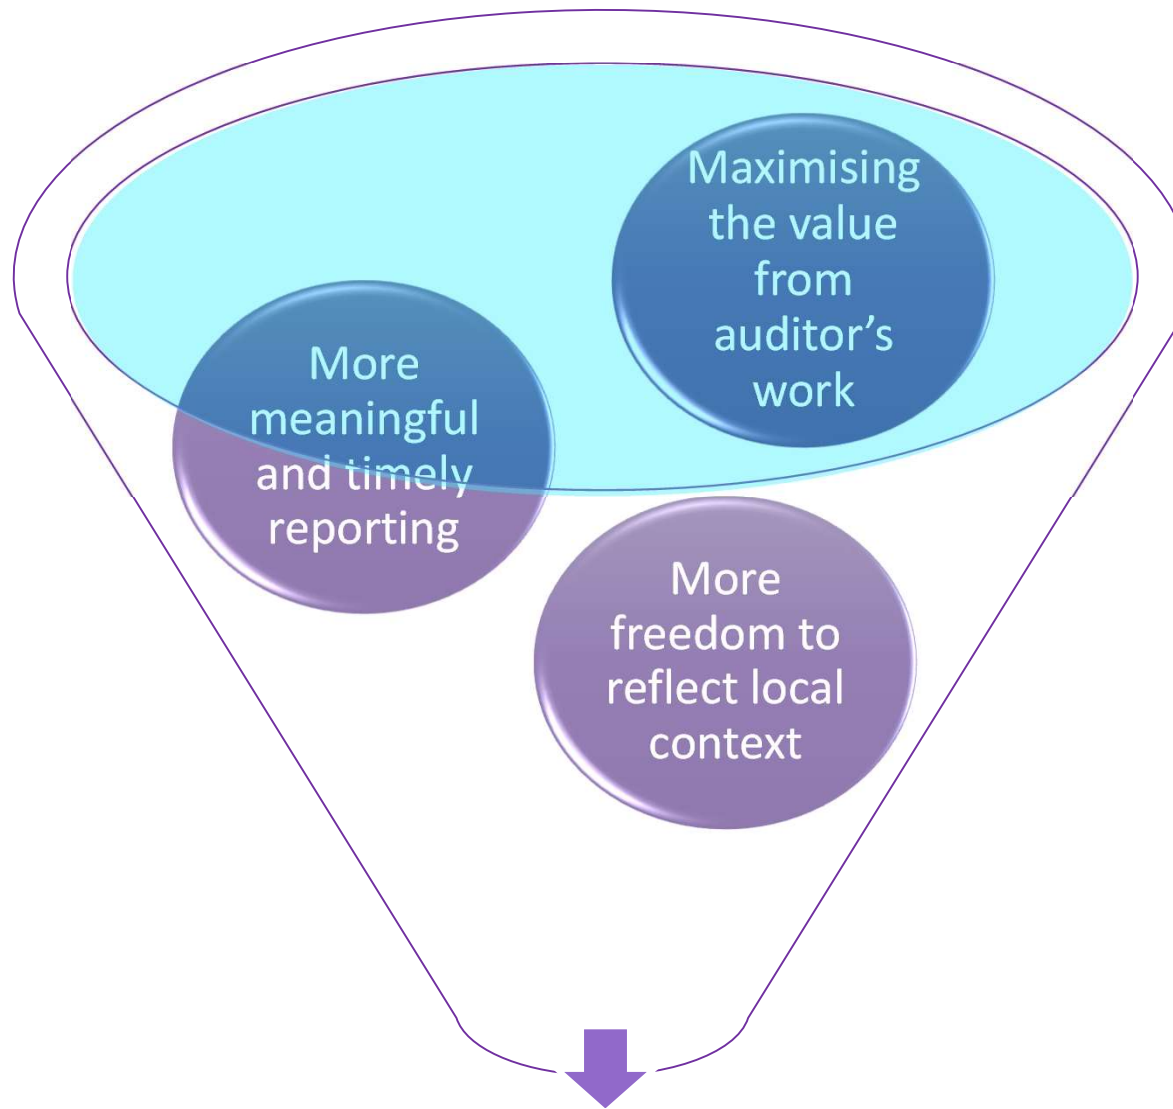 Maximising
the value
from
auditor’s
work
More
meaningful
and timely
reporting
More
freedom to
reflect local
context